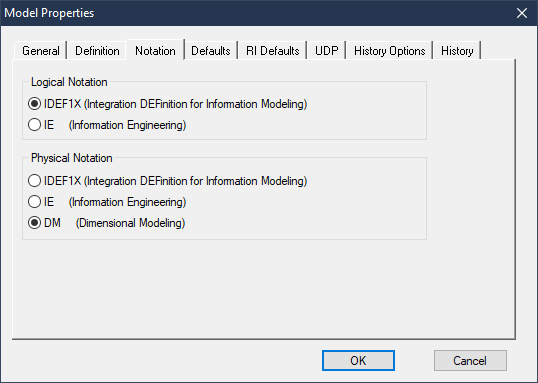 Model Properties
General Definition Notation Defaults RI Defaults UDP History Options History
Logical Notation
IDEF1X (Integration DEFinition for Information Modeling)
IE (Information Engineering)
Physical Notation
IDEF1X (Integration DEFinition for Information Modeling)
IE (Information Engineering)
DM (Dimensional Modeling)
OK Cancel